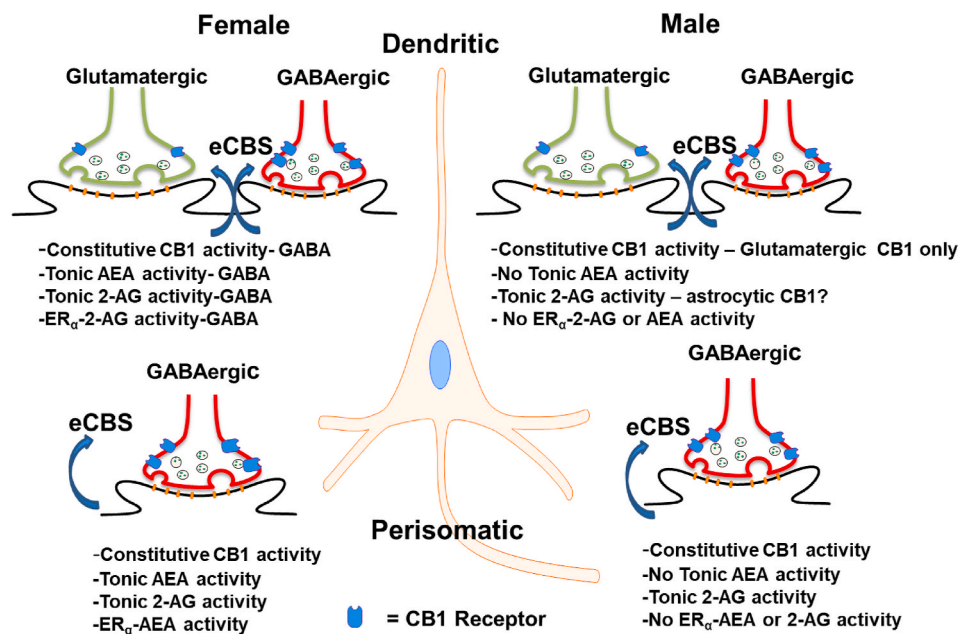 Female
Dendritic
Male
Glutamatergic
GABAergic
Glutamatergic
GABAergic
eCBS
eCBS
-Constitutive CB1 activity- GABA
-Tonic AEA activity- GABA
-Tonic 2-AG activity-GABA
-ERα-2-AG activity-GABA
-Constitutive CB1 activity – Glutamatergic CB1 only
-No Tonic AEA activity
-Tonic 2-AG activity – astrocytic CB1?
- No ERα-2-AG or AEA activity
GABAergic
GABAergic
eCBS
eCBS
Perisomatic
-Constitutive CB1 activity
-Tonic AEA activity
-Tonic 2-AG activity
-ERα-AEA activity
-Constitutive CB1 activity
-No Tonic AEA activity
-Tonic 2-AG activity
-No ERα-AEA or 2-AG activity
= CB1 Receptor